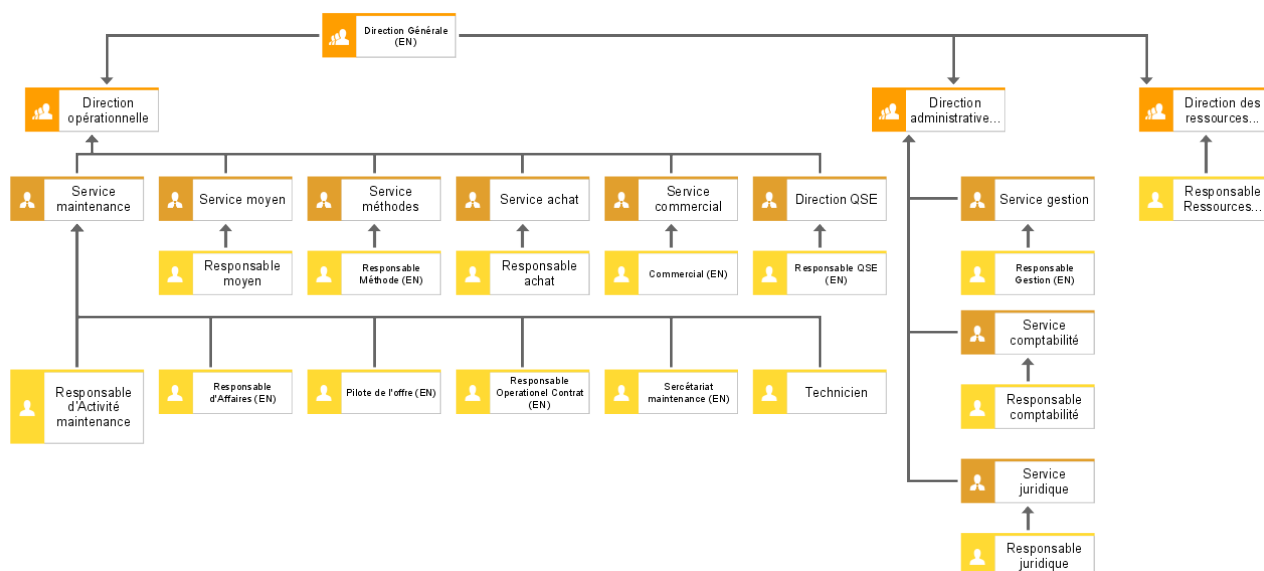 Direction Générale
(EN)
Direction
opérationnelle
Direction
administrative...
Direction des
ressources...
Service
maintenance
Service moyen
Service
méthodes
Service achat
Service
commercial
Direction QSE
Service gestion
Responsable
Ressources...
Responsable
moyen
Responsable
Méthode (EN)
Responsable
achat
Commercial (EN)
Responsable QSE
(EN)
Responsable
Gestion (EN)
Service
comptabilité
Responsable
d'Activité
maintenance
Responsable
d'Affaires (EN)
Pilote de l'offre (EN)
Responsable
Operationel Contrat
(EN)
Sercétariat
maintenance (EN)
Technicien
Responsable
comptabilité
Service
juridique
Responsable
juridique